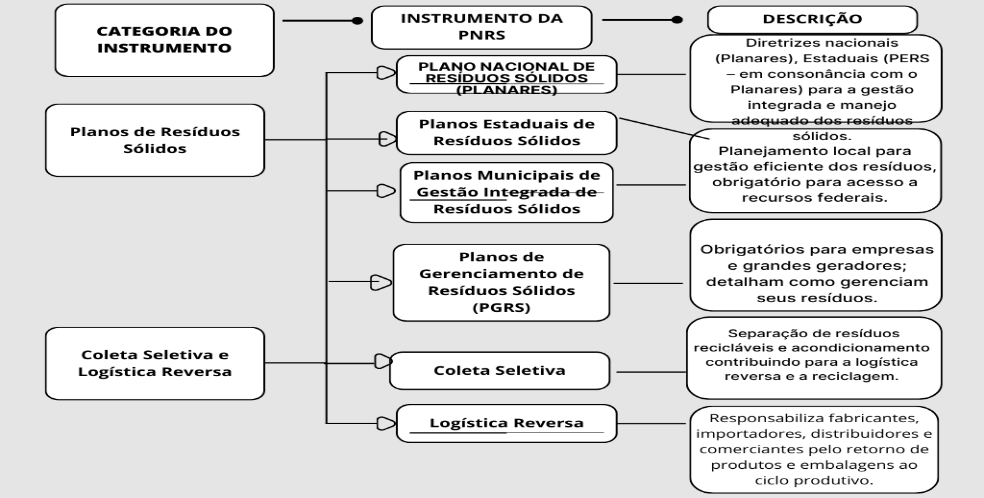 CATEGORIA DO
INSTRUMENTO
INSTRUMENTO DA
PNRS
DESCRIÇÃO
Planos de Resíduos
Sólidos
PLANO NACIONAL DE
RESÍDUOS SÓLIDOS
(PLANARES)
Diretrizes nacionais
(Planares), Estaduais (PERS
– em consonância com o
Planares) para a gestão
integrada e manejo
adequado dos resíduos
sólidos.
Planos Estaduais de
Resíduos Sólidos
Planos Municipais de
Gestão Integrada de
Resíduos Sólidos
Planejamento local para
gestão eficiente dos resíduos,
obrigatório para acesso a
recursos federais.
Planos de
Gerenciamento de
Resíduos Sólidos
(PGRS)
Obrigatórios para empresas
e grandes geradores;
detalham como gerenciam
seus resíduos.
Coleta Seletiva e
Logística Reversa
Coleta Seletiva
Separação de resíduos
recicláveis e acondicionamento
contribuindo para a logística
reversa e a reciclagem.
Logística Reversa
Responsabiliza fabricantes,
importadores, distribuidores e
comerciantes pelo retorno de
produtos e embalagens ao
ciclo produtivo.